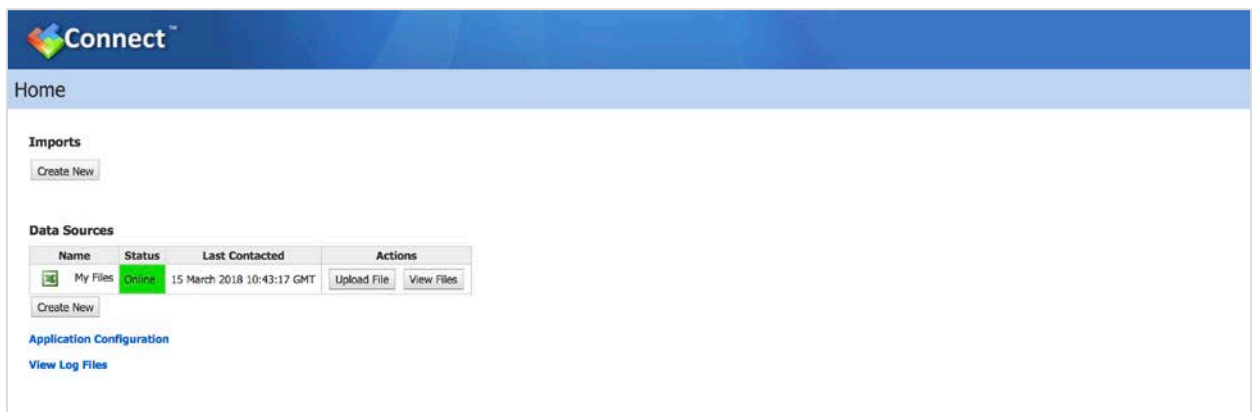 Connect™
Home
Imports
Create New
Data Sources
Name Status Last Contacted Actions
My Files Online 15 March 2018 10:43:17 GMT Upload File View Files
Create New
Application Configuration
View Log Files